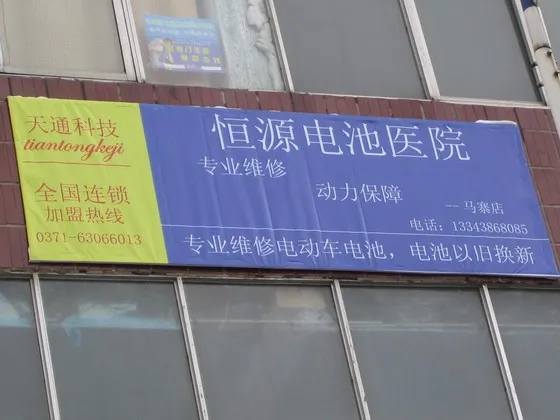 天通科技
tiantongkeji
全国连锁
加盟热线
0371-63066013
恒源电池医院
专业维修
动力保障
--马寨店
电话：13343868085
专业维修电动车电池，电池以旧换新